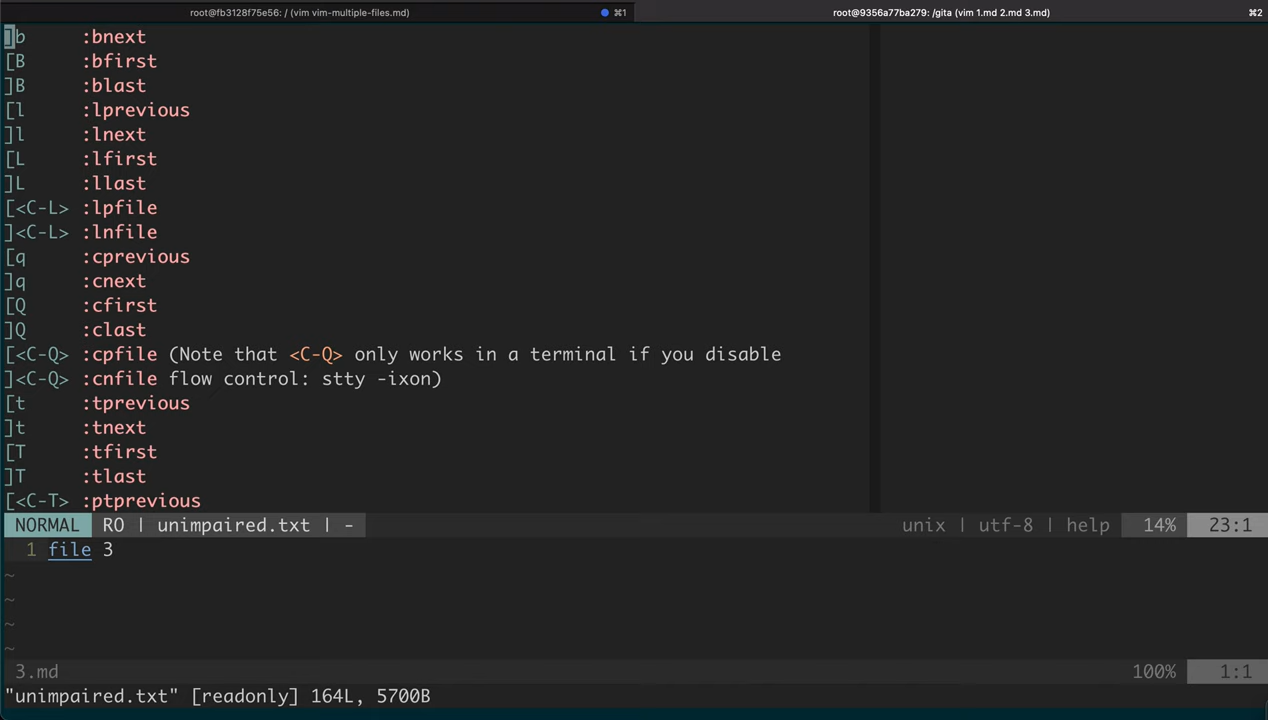 root@fb3128f75e56: / (vim vim-multiple-files.md) ⌘1 root@9356a77ba279: /gita (vim 1.md 2.md 3.md) ⌘2
]b :bnext
[B :bfirst
]B :blast
[l :lprevious
]l :lnext
[L :lfirst
]L :llast
[<C-L> :lpfile
]<C-L> :lnfile
[q :cprevious
]q :cnext
[Q :cfirst
]Q :clast
[<C-Q> :cpfile (Note that <C-Q> only works in a terminal if you disable
]<C-Q> :cnfile flow control: stty -ixon)
[t :tprevious
]t :tnext
[T :tfirst
]T :tlast
[<C-T> :ptprevious
NORMAL RO | unimpaired.txt | - unix | utf-8 | help 14% 23:1
1 file 3
~
~
~
~
3.md 100% 1:1
"unimpaired.txt" [readonly] 164L, 5700B